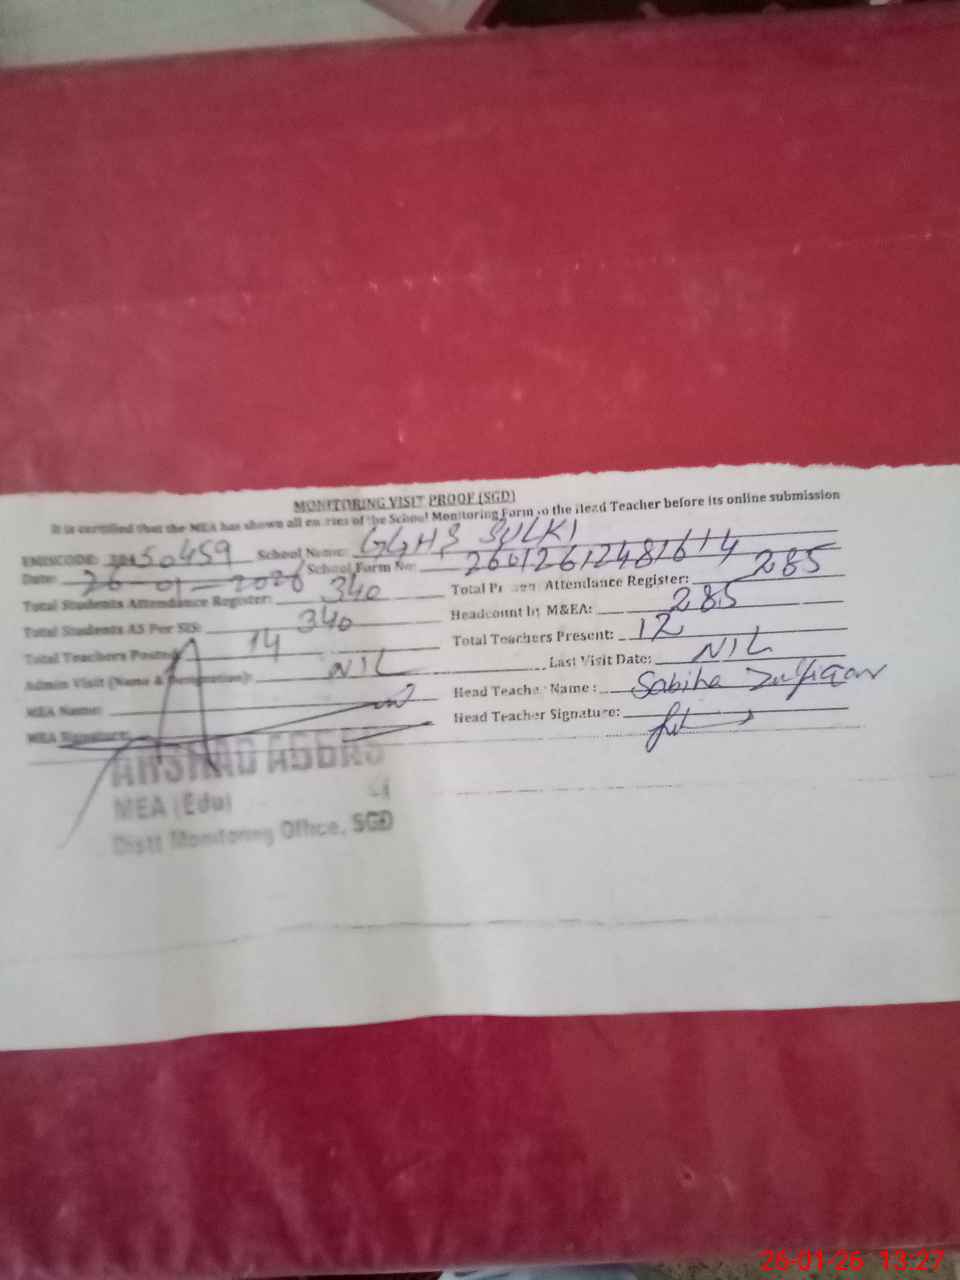 MONITORING VISIT PROOF (SGD)
It is certified that the MEA has shown all entries of the School Monitoring Form to the Head Teacher before its online submission
EMISCODE: 38450459 School Name: GGHS SULKI
Date: 26-01-2026 School Form No: 26012612481614 
Total Students Attendance Register: 340 Total Present Attendance Register: 285
Total Students AS Per SIS: 340 Headcount by M&EA: 285
Total Teachers Posted: 14 Total Teachers Present: 12
Admin Visit (Name & Designation): NIL Last Visit Date: NIL
MEA Name: Head Teacher Name: Sabiha Zulfiqar
MEA Signature: Head Teacher Signature:
ARSHAD ABBAS
MEA (Edu)
Distt Monitoring Office, SGD
26-01-26 13:27